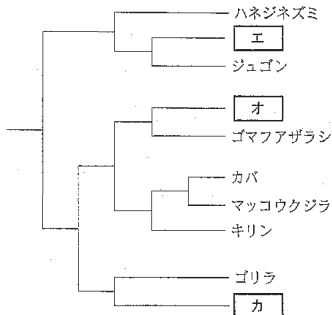 ハネジネズミ
エ
ジュゴン
オ
ゴマフアザラシ
カバ
マッコウクジラ
キリン
ゴリラ
カ